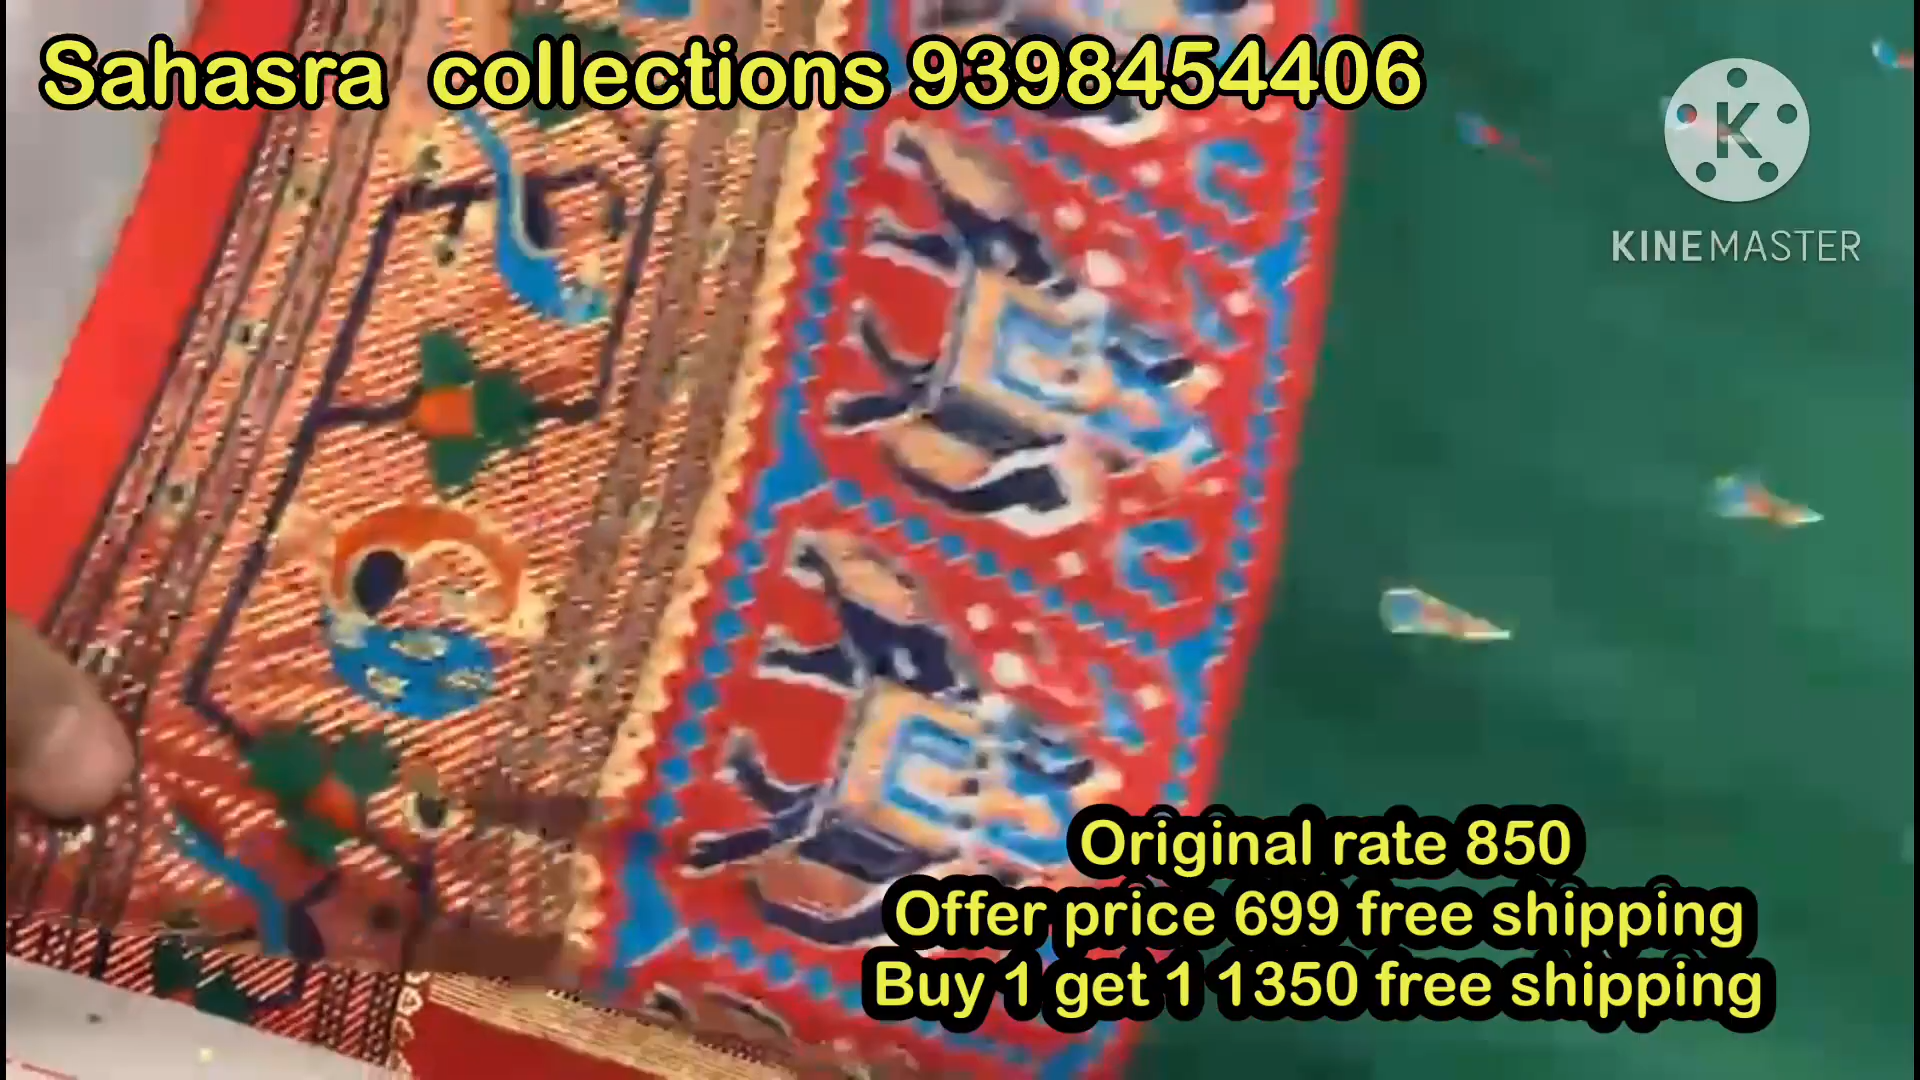 Sahasra collections 9398454406
K
KINEMASTER
Original rate 850
Offer price 699 free shipping
Buy 1 get 1 1350 free shipping